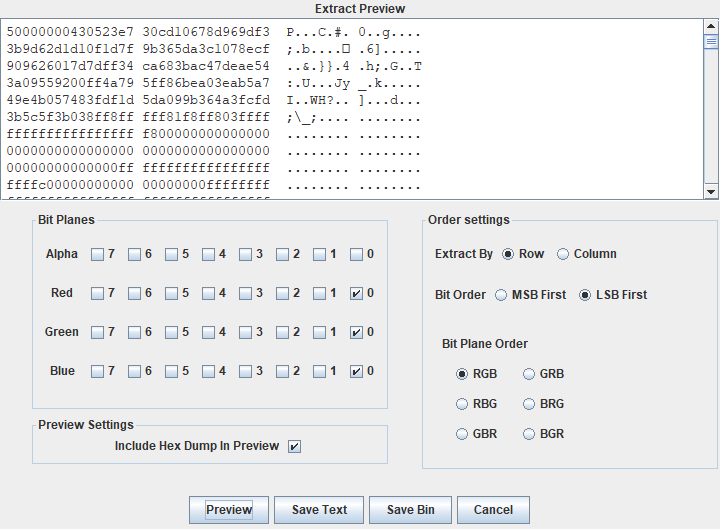 Extract Preview
50000000430523e7 30cd10678d969df3 P...C.#. 0..g....
3b9d62d1d10f1d7f 9b365da3c1078ecf ;.b....□ .6].....
909626017d7dff34 ca683bac47deae54 ..&.}}.4 .h;.G..T
3a09559200ff4a79 5ff86bea03eab5a7 :.U...Jy _.k.....
49e4b057483fdf1d 5da099b364a3fcfd I..WH?.. ]...d...
3b5c5f3b038ff8ff fff81f8ff803ffff ;\_;.... ........
ffffffffffffffff f800000000000000 ........ ........
0000000000000000 0000000000000000 ........ ........
00000000000000ff ffffffffffffffff ........ ........
ffffc00000000000 00000000ffffffff ........ ........
Bit Planes
Alpha 7 6 5 4 3 2 1 0
Red 7 6 5 4 3 2 1 0
Green 7 6 5 4 3 2 1 0
Blue 7 6 5 4 3 2 1 0
Preview Settings
Include Hex Dump In Preview
Order settings
Extract By Row Column
Bit Order MSB First LSB First
Bit Plane Order
RGB GRB
RBG BRG
GBR BGR
Preview Save Text Save Bin Cancel